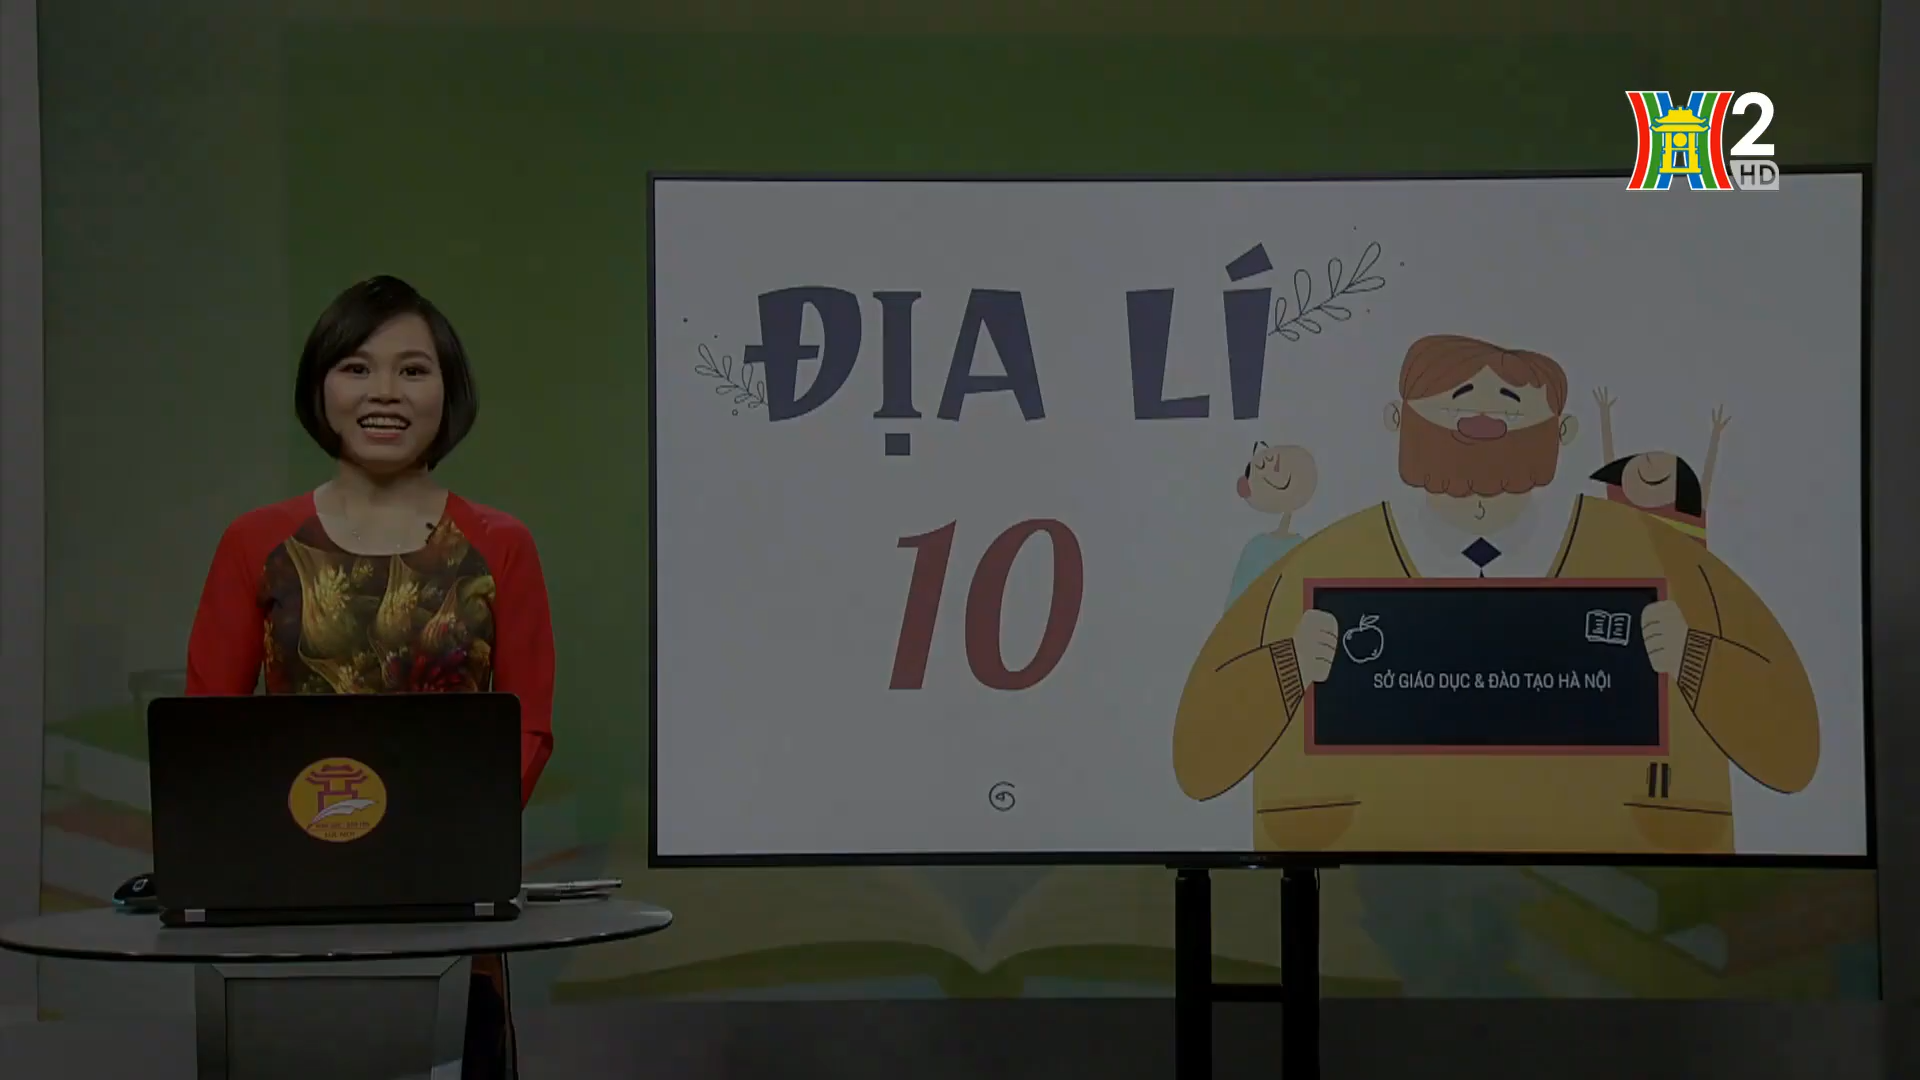 2
HD
ĐỊA LÍ
10
SỞ GIÁO DỤC & ĐÀO TẠO HÀ NỘI